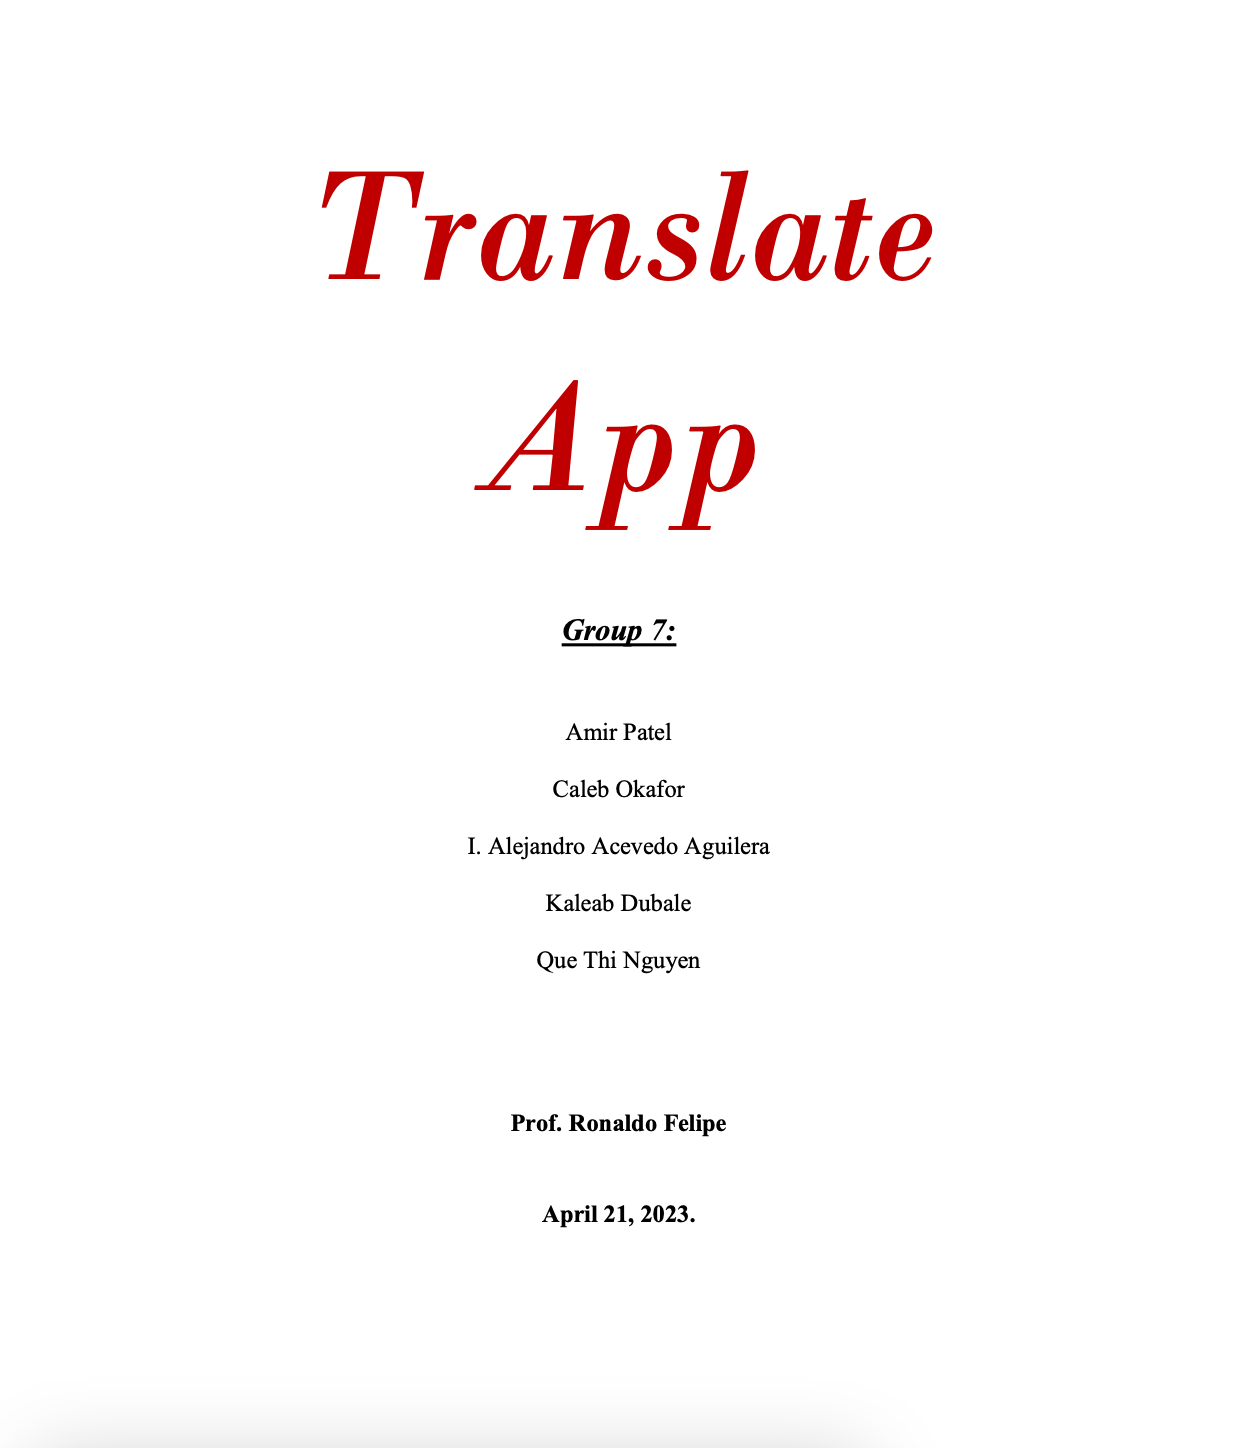 Translate
App
Group 7:
Amir Patel
Caleb Okafor
I. Alejandro Acevedo Aguilera
Kaleab Dubale
Que Thi Nguyen
Prof. Ronaldo Felipe
April 21, 2023.